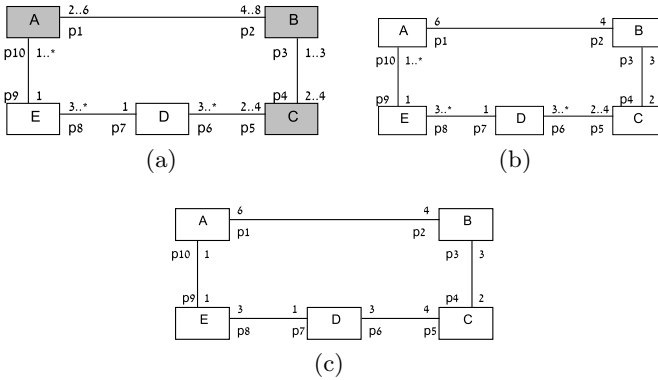 A 2..6 4..8 B
p1 p2
p10 1..* p3 1..3
p9 1 p4 2..4
E 3..* 1 D 3..* 2..4 C
p8 p7 p6 p5
(a)
A 6 4 B
p1 p2
p10 1..* p3 3
p9 1 p4 2
E 3..* 1 D 3..* 2..4 C
p8 p7 p6 p5
(b)
A 6 4 B
p1 p2
p10 1 p3 3
p9 1 p4 2
E 3 1 D 3 4 C
p8 p7 p6 p5
(c)